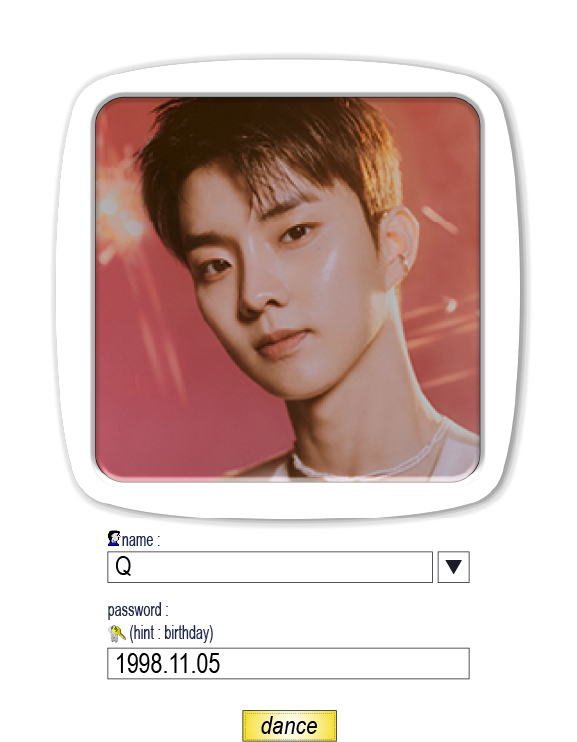 name :
Q
password :
(hint : birthday)
1998.11.05
dance